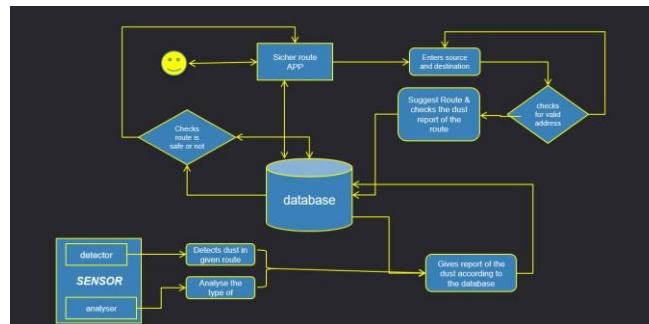 Sicher route
APP
Enters source
and destination
Suggest Route &
checks the dust
report of the
route
checks
for valid
address
Checks
route is
safe or not
database
detector
SENSOR
analyser
Detects dust in
given route
Analyse the
type of
Gives report of the
dust according to
the database